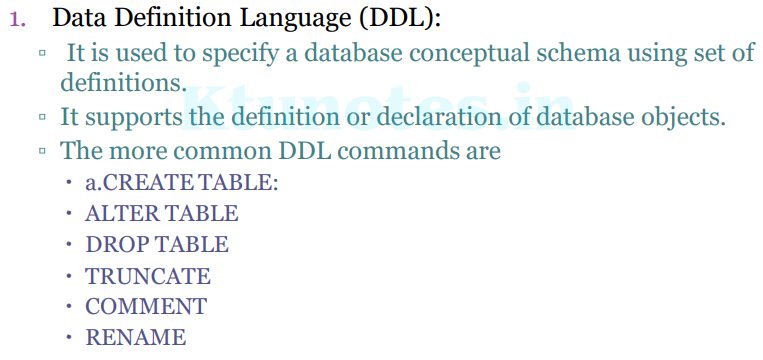 1. Data Definition Language (DDL):
▫ It is used to specify a database conceptual schema using set of
definitions.
Ktunotes.in
▫ It supports the definition or declaration of database objects.
▫ The more common DDL commands are
• a.CREATE TABLE:
• ALTER TABLE
• DROP TABLE
• TRUNCATE
• COMMENT
• RENAME